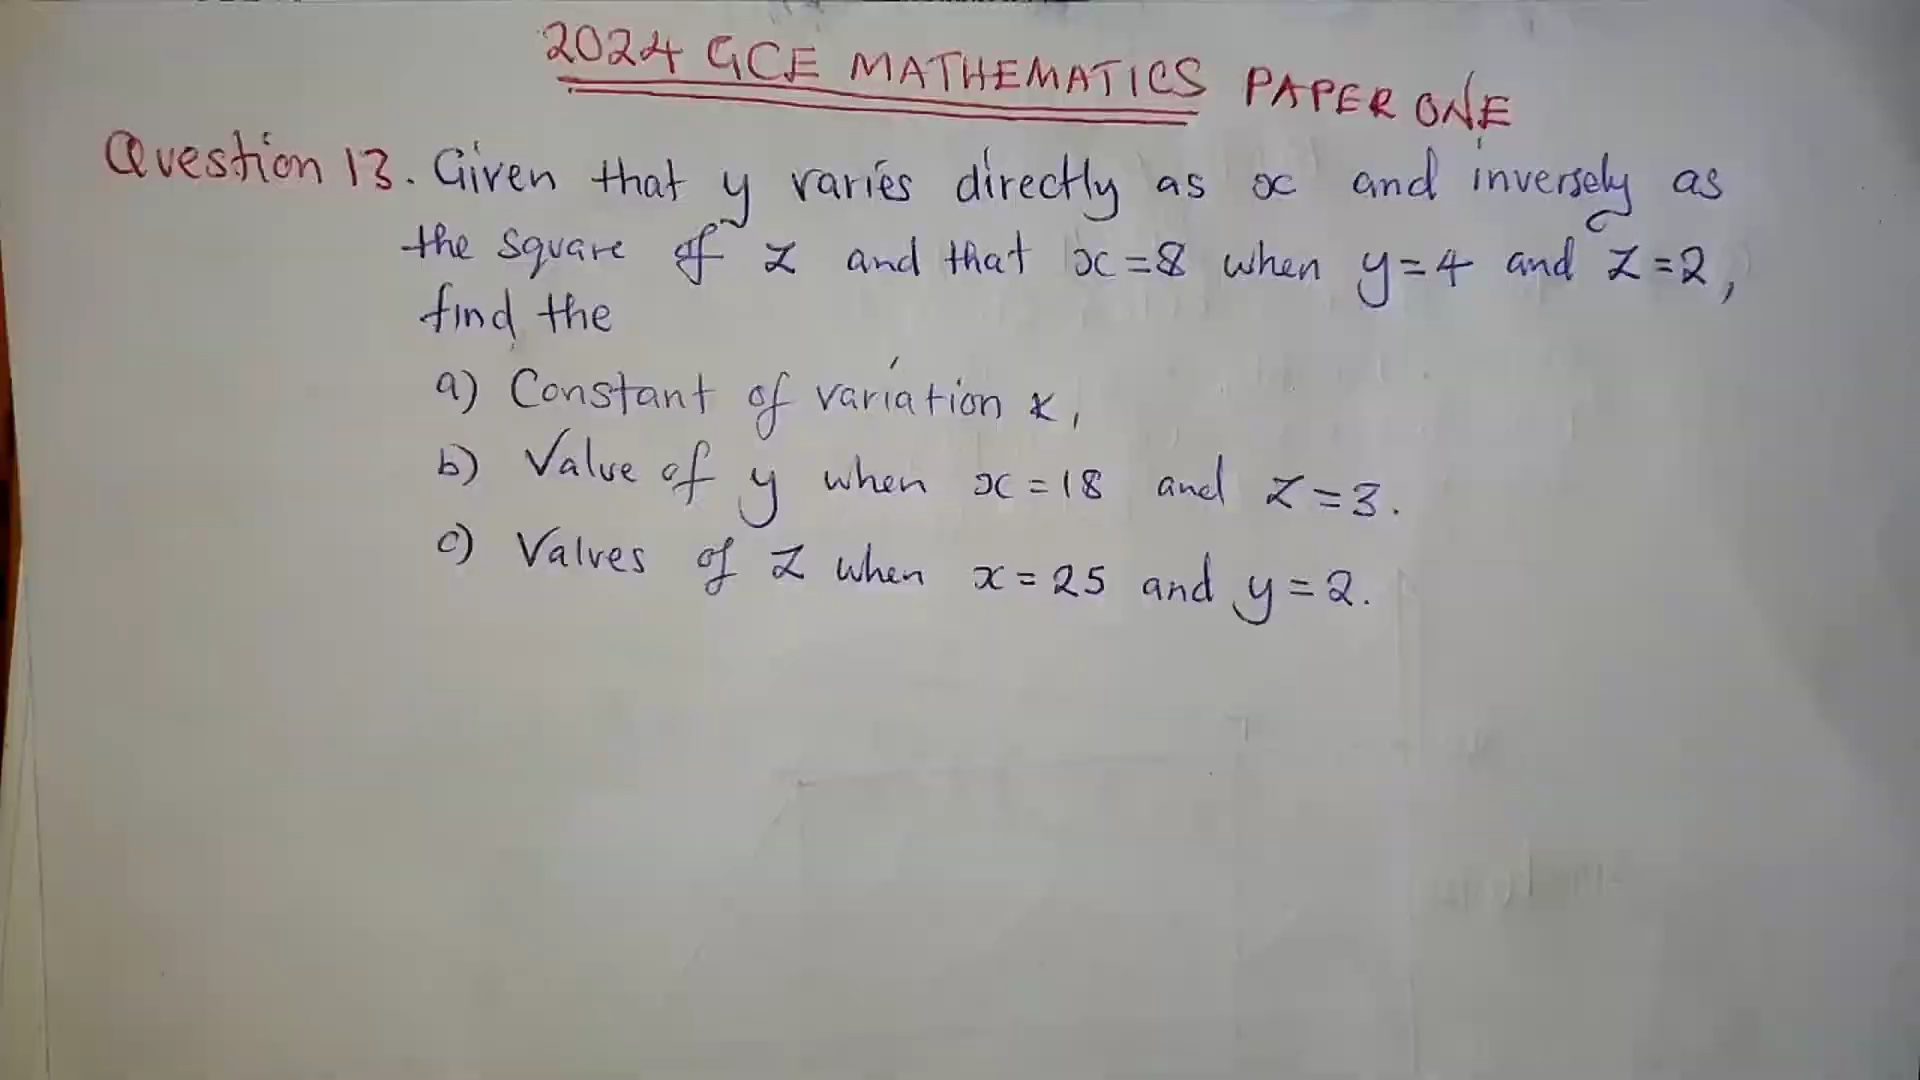 2024 GCE MATHEMATICS PAPER ONE
Question 13. Given that y varies directly as x and inversely as
the square of z and that x=8 when y=4 and z=2,
find the
a) Constant of variation k,
b) Value of y when x=18 and z=3.
c) Values of z when x=25 and y=2.